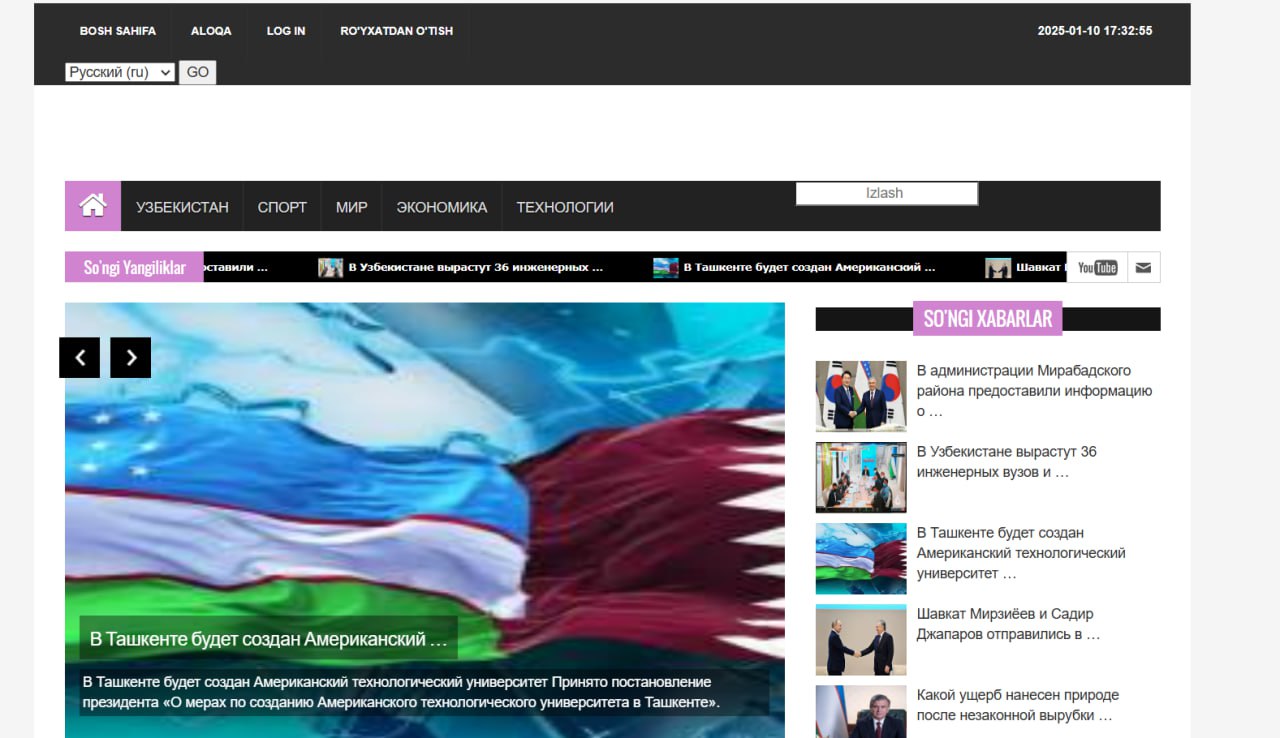 BOSH SAHIFA ALOQA LOG IN RO'YXATDAN O'TISH 2025-01-10 17:32:55
Русский (ru) GO
УЗБЕКИСТАН СПОРТ МИР ЭКОНОМИКА ТЕХНОЛОГИИ Izlash
So'ngi Yangiliklar оставили ... В Узбекистане вырастут 36 инженерных ... В Ташкенте будет создан Американский ... Шавкат You Tube
SO'NGI XABARLAR
В администрации Мирабадского
района предоставили информацию
о …
В Узбекистане вырастут 36
инженерных вузов и …
В Ташкенте будет создан
Американский технологический
университет …
Шавкат Мирзиёев и Садир
Джапаров отправились в …
Какой ущерб нанесен природе
после незаконной вырубки …
В Ташкенте будет создан Американский …
В Ташкенте будет создан Американский технологический университет Принято постановление
президента «О мерах по созданию Американского технологического университета в Ташкенте».